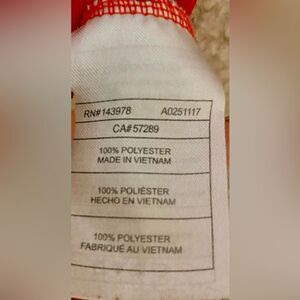 RN#143978 A0251117
CA#57289
100% POLYESTER
MADE IN VIETNAM
100% POLIÉSTER
HECHO EN VIETNAM
100% POLYESTER
FABRIQUÉ AU VIETNAM